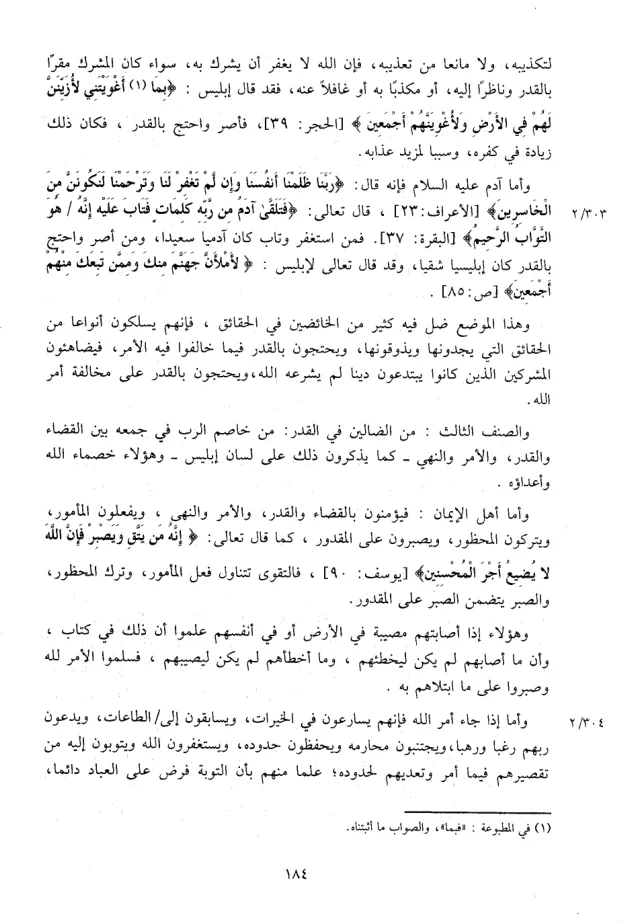 لتكذيبه، ولا مانعا من تعذيبه، فإن الله لا يغفر أن يشرك به، سواء كان المشرك مقرًا
بالقدر وناظرًا إليه، أو مكذبًا به أو غافلاً عنه، فقد قال إبليس : ﴿بِمَا (١) أَغْوَيْتَنِي لأُزَيِّنَنَّ
لَهُمْ فِي الأَرْضِ وَلأُغْوِيَنَّهُمْ أَجْمَعِينَ ﴾ [الحجر: ٣٩]، فأصر واحتج بالقدر ، فكان ذلك
زيادة في كفره، وسببا لمزيد عذابه.
وأما آدم عليه السلام فإنه قال: ﴿رَبَّنَا ظَلَمْنَا أَنفُسَنَا وَإِن لَّمْ تَغْفِرْ لَنَا وَتَرْحَمْنَا لَنَكُونَنَّ مِنَ
الْخَاسِرِينَ﴾ [الأعراف:٢٣] ، قال تعالى: ﴿فَتَلَقَّىٰ آدَمُ مِن رَّبِّهِ كَلِمَاتٍ فَتَابَ عَلَيْهِ إِنَّهُ / هُوَ ٢/٣٠٣
التَّوَّابُ الرَّحِيمُ﴾ [البقرة: ٣٧]. فمن استغفر وتاب كان آدميا سعيدا، ومن أصر واحتج
بالقدر كان إبليسيا شقيا، وقد قال تعالى لإبليس : ﴿ لأَمْلأَنَّ جَهَنَّمَ مِنكَ وَمِمَّن تَبِعَكَ مِنْهُمْ
أَجْمَعِينَ﴾ [ص:٨٥] .
وهذا الموضع ضل فيه كثير من الخائضين في الحقائق ، فإنهم يسلكون أنواعا من
الحقائق التي يجدونها ويذوقونها، ويحتجون بالقدر فيما خالفوا فيه الأمر، فيضاهئون
المشركين الذين كانوا يبتدعون دينا لم يشرعه الله،ويحتجون بالقدر على مخالفة أمر
الله.
والصنف الثالث : من الضالين في القدر: من خاصم الرب في جمعه بين القضاء
والقدر، والأمر والنهي ـ كما يذكرون ذلك على لسان إبليس ـ وهؤلاء خصماء الله
وأعداؤه .
وأما أهل الإيمان : فيؤمنون بالقضاء والقدر، والأمر والنهى ، ويفعلون المأمور،
ويتركون المحظور، ويصبرون على المقدور ، كما قال تعالى: ﴿ إِنَّهُ مَن يَتَّقِ وَيَصْبِرْ فَإِنَّ اللَّهَ
لا يُضِيعُ أَجْرَ الْمُحْسِنِينَ﴾ [يوسف: ٩٠] ، فالتقوى تتناول فعل المأمور، وترك المحظور،
والصبر يتضمن الصبر على المقدور.
وهؤلاء إذا أصابتهم مصيبة في الأرض أو في أنفسهم علموا أن ذلك في كتاب ،
وأن ما أصابهم لم يكن ليخطئهم ، وما أخطأهم لم يكن ليصيبهم ، فسلموا الأمر لله
وصبروا على ما ابتلاهم به .
وأما إذا جاء أمر الله فإنهم يسارعون في الخيرات، ويسابقون إلى/ الطاعات، ويدعون ٢/٣٠٤
ربهم رغبا ورهبا،ويجتنبون محارمه ويحفظون حدوده، ويستغفرون الله ويتوبون إليه من
تقصيرهم فيما أمر وتعديهم لحدوده؛ علما منهم بأن التوبة فرض على العباد دائما،
(١) في المطبوعة : «فبما»، والصواب ما أثبتناه.
١٨٤